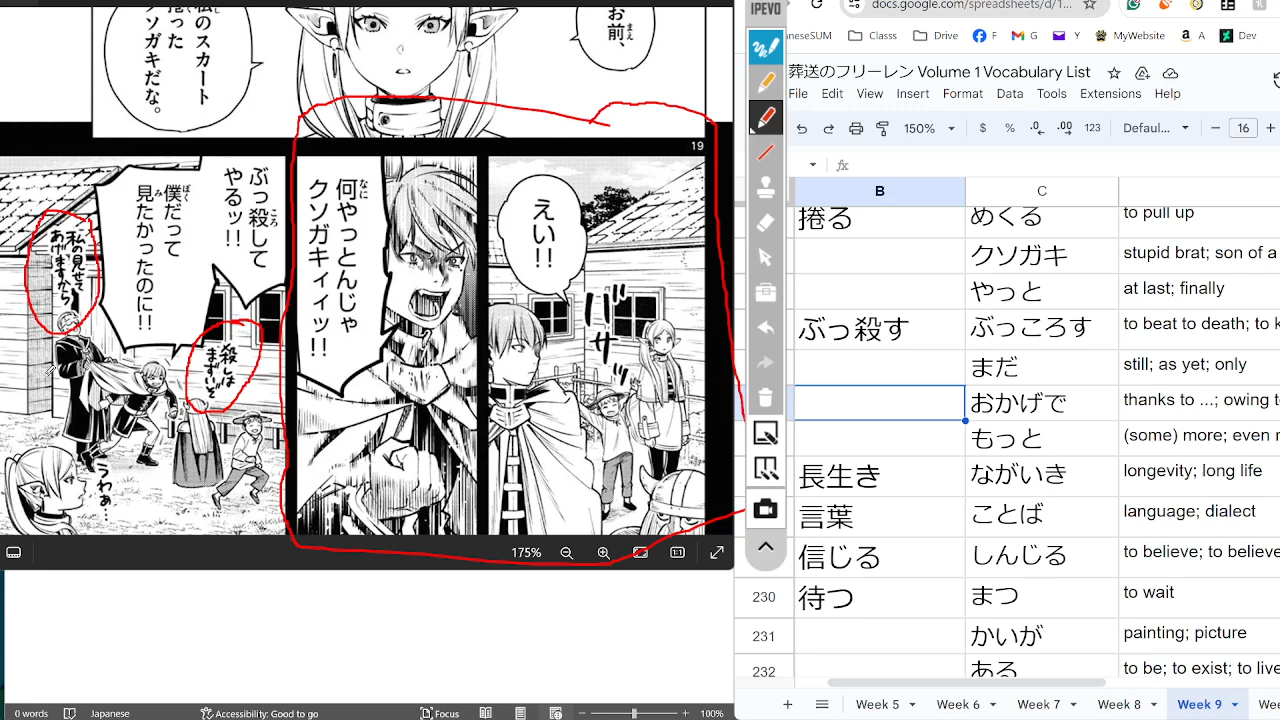 お前、
私のスカート
捲った
クソガキだな。
19
えい!!
バサッ
何やっとんじゃ
クソガキィィッ!!
ぶっ殺して
やるッ!!
僕だって
見たかったのに!!
殺しは
まずいぞ
私の見せて
あげますから
うわぁ…
175%
1:1
0 words
Japanese
Accessibility: Good to go
Focus
100%
IPEVO
docs.google.com/spreadsheets/d/1...
aneseSUM
Class
Drive
F
G
Y
MyWebsite
A
Dev
葬送のフリーレン Volume 1 Vocabulary List
File Edit View Insert Format Data Tools Extensions Help
150%
$ % .0 .00 123
Defaul...
16
fx
B C
捲る めくる to pull up
クソガキ stupid brat; son of a
やっと at last; finally
ぶっ殺す ぶっころす to beat to death; to k
まだ still; as yet; only
おかげで thanks to ...; owing to
もっと (some) more; even
長生き ながいき longevity; long life
言葉 ことば language; dialect
信じる しんじる to believe; to believe
230 待つ まつ to wait
231 かいが painting; picture
232 ある to be; to exist; to live
Week 5 Week 6 Week 7 Week 8 Week 9